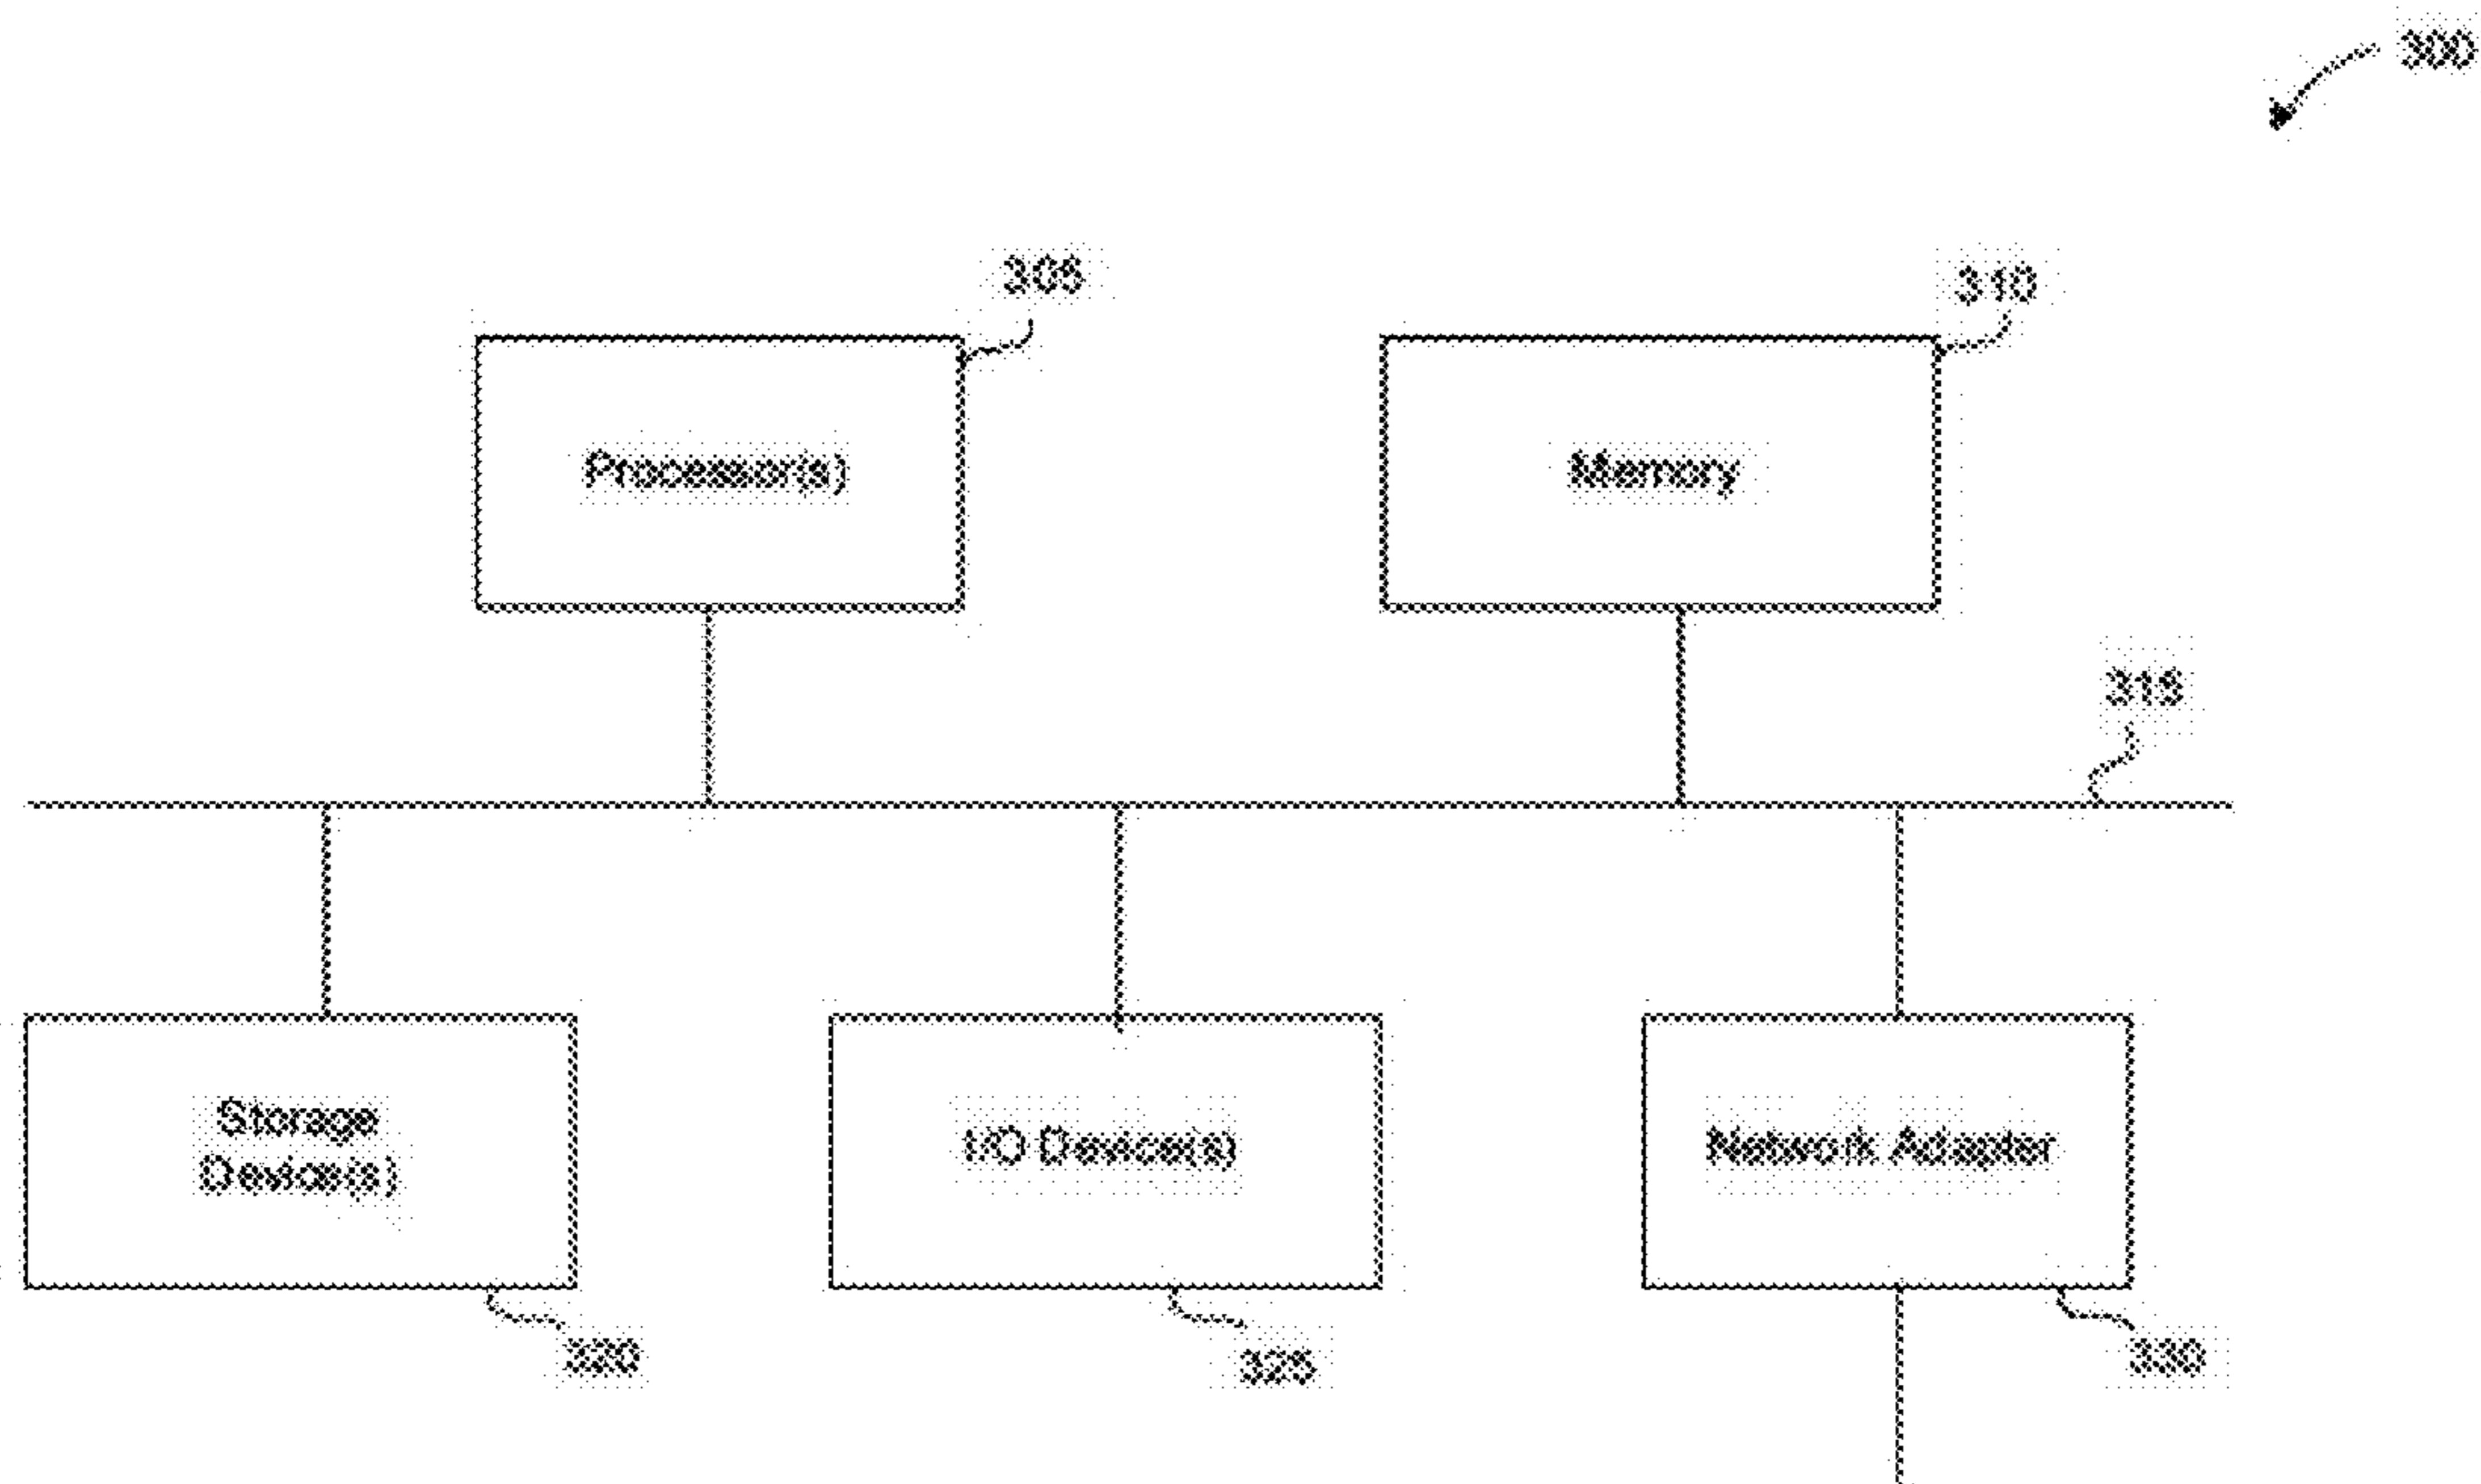 300
305
310
Processor(s)
Memory
315
Storage
Device(s)
I/O Device(s)
Network Adapter
320
325
330